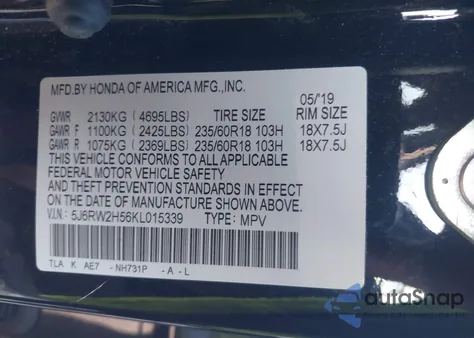 MFD.BY HONDA OF AMERICA MFG.,INC.
05/'19
GVWR 2130KG (4695LBS) TIRE SIZE RIM SIZE
GAWR F 1100KG (2425LBS) 235/60R18 103H 18X7.5J
GAWR R 1075KG (2369LBS) 235/60R18 103H 18X7.5J
THIS VEHICLE CONFORMS TO ALL APPLICABLE
FEDERAL MOTOR VEHICLE SAFETY
AND THEFT PREVENTION STANDARDS IN EFFECT
ON THE DATE OF MANUFACTURE SHOWN ABOVE.
V.I.N: 5J6RW2H56KL015339 TYPE: MPV
TLA K AE7 - NH731P - A - L
autoSnap